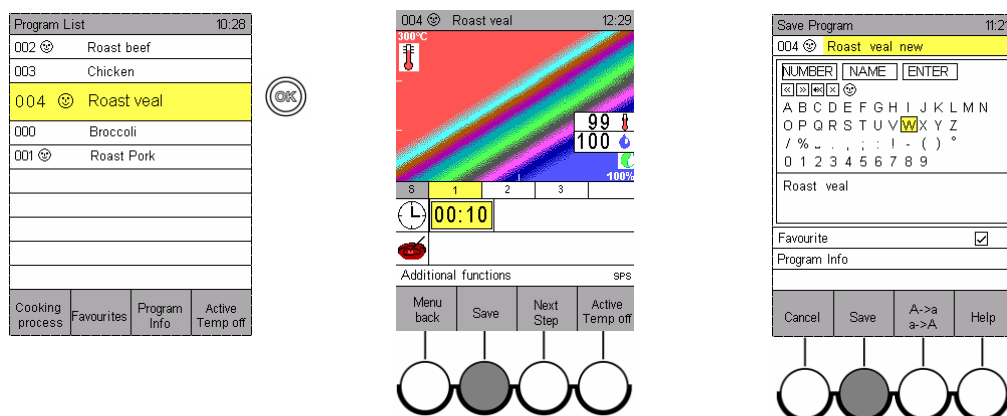 Program List 10:28
002 Roast beef
003 Chicken
004 Roast veal
000 Broccoli
001 Roast Pork
Cooking process
Favourites
Program Info
Active Temp off
OK
004 Roast veal 12:29
300°C
99
100
100%
S 1 2 3
00:10
Additional functions SPS
Menu back
Save
Next Step
Active Temp off
Save Program 11:2
004 Roast veal new
NUMBER NAME ENTER
A B C D E F G H I J K L M N
O P Q R S T U V W X Y Z
/ % . , ; : ! - ( ) °
0 1 2 3 4 5 6 7 8 9
Roast veal
Favourite
Program Info
Cancel
Save
A->a
a->A
Help